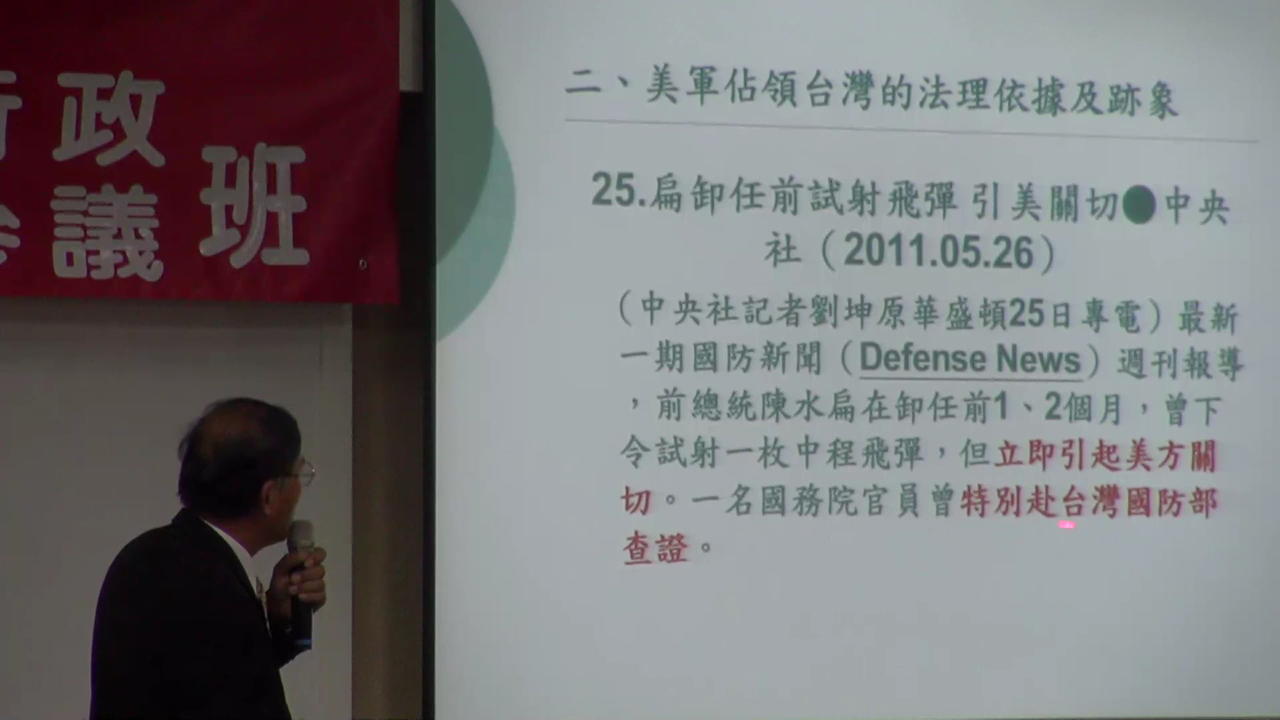 政
議
班
二、美軍佔領台灣的法理依據及跡象
25.扁卸任前試射飛彈 引美關切●中央
社（2011.05.26）
（中央社記者劉坤原華盛頓25日專電）最新
一期國防新聞（Defense News）週刊報導
，前總統陳水扁在卸任前1、2個月，曾下
令試射一枚中程飛彈，但立即引起美方關
切。一名國務院官員曾特別赴台灣國防部
查證。